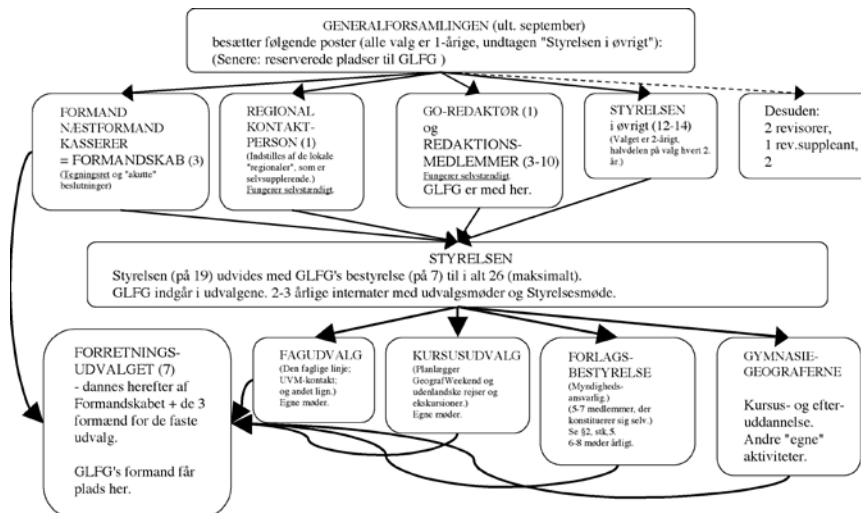 GENERALFORSAMLINGEN (ult. september)
besætter følgende poster (alle valg er 1-årige, undtagen "Styrelsen i øvrigt"):
(Senere: reserverede pladser til GLFG )
FORMAND
NÆSTFORMAND
KASSERER
= FORMANDSKAB (3)
(Tegningsret og "akutte"
beslutninger)
REGIONAL
KONTAKT-
PERSON (1)
(Indstilles af de lokale
"regionaler", som er
selvsupplerende.)
Fungerer selvstændigt.
GO-REDAKTØR (1)
og
REDAKTIONS-
MEDLEMMER (3-10)
Fungerer selvstændigt.
GLFG er med her.
STYRELSEN
i øvrigt (12-14)
(Valget er 2-årigt,
halvdelen på valg hvert 2.
år.)
Desuden:
2 revisorer,
1 rev.suppleant,
2
STYRELSEN
Styrelsen (på 19) udvides med GLFG's bestyrelse (på 7) til i alt 26 (maksimalt).
GLFG indgår i udvalgene. 2-3 årlige internater med udvalgsmøder og Styrelsesmøde.
FORRETNINGS-
UDVALGET (7)
- dannes herefter af
Formandskabet + de 3
formænd for de faste
udvalg.
GLFG's formand får
plads her.
FAGUDVALG
(Den faglige linje;
UVM-kontakt;
og andet lign.)
Egne møder.
KURSUSUDVALG
(Planlægger
GeografWeekend og
udenlandske rejser og
ekskursioner.)
Egne møder.
FORLAGS-
BESTYRELSE
(Myndigheds-
ansvarlig.)
(5-7 medlemmer, der
konstituerer sig selv.)
Se §2, stk,5.
6-8 møder årligt.
GYMNASIE-
GEOGRAFERNE
Kursus- og efter-
uddannelse.
Andre "egne"
aktiviteter.